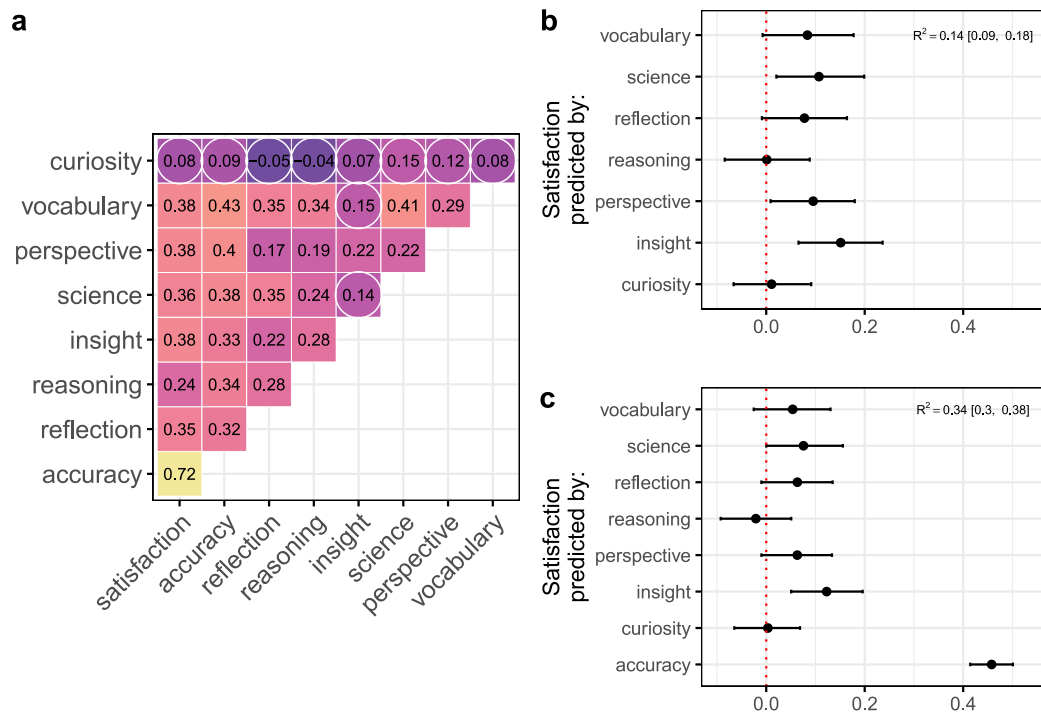 a
curiosity 0.08 0.09 −0.05 −0.04 0.07 0.15 0.12 0.08
vocabulary 0.38 0.43 0.35 0.34 0.15 0.41 0.29
perspective 0.38 0.4 0.17 0.19 0.22 0.22
science 0.36 0.38 0.35 0.24 0.14
insight 0.38 0.33 0.22 0.28
reasoning 0.24 0.34 0.28
reflection 0.35 0.32
accuracy 0.72
satisfaction accuracy reflection reasoning insight science perspective vocabulary
b
Satisfaction
predicted by:
vocabulary
science
reflection
reasoning
perspective
insight
curiosity
R² = 0.14 [0.09, 0.18]
0.0 0.2 0.4
c
Satisfaction
predicted by:
vocabulary
science
reflection
reasoning
perspective
insight
curiosity
accuracy
R² = 0.34 [0.3, 0.38]
0.0 0.2 0.4